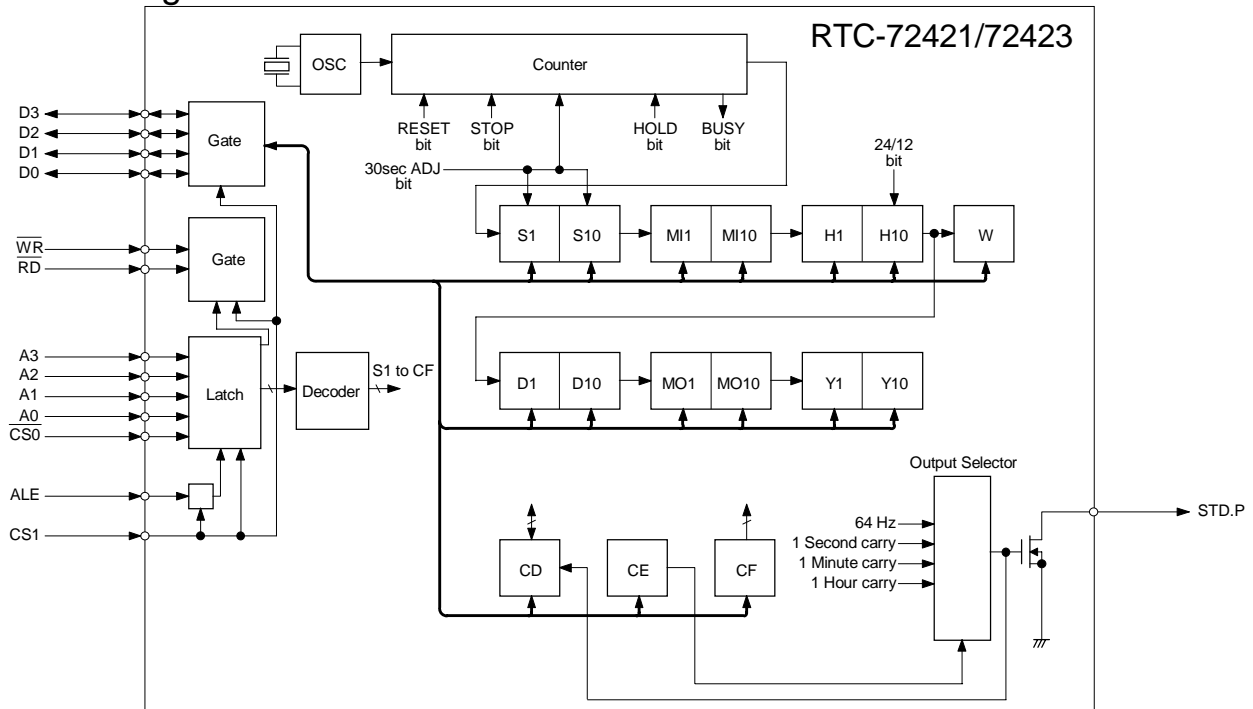 RTC-72421/72423
OSC
Counter
D3
D2
D1
D0
Gate
RESET
bit
STOP
bit
HOLD
bit
BUSY
bit
30sec ADJ
bit
24/12
bit
S1
S10
MI1
MI10
H1
H10
W
WR
RD
Gate
A3
A2
A1
A0
CS0
Latch
Decoder
S1 to CF
D1
D10
MO1
MO10
Y1
Y10
ALE
CS1
Output Selector
64 Hz
1 Second carry
1 Minute carry
1 Hour carry
STD.P
CD
CE
CF